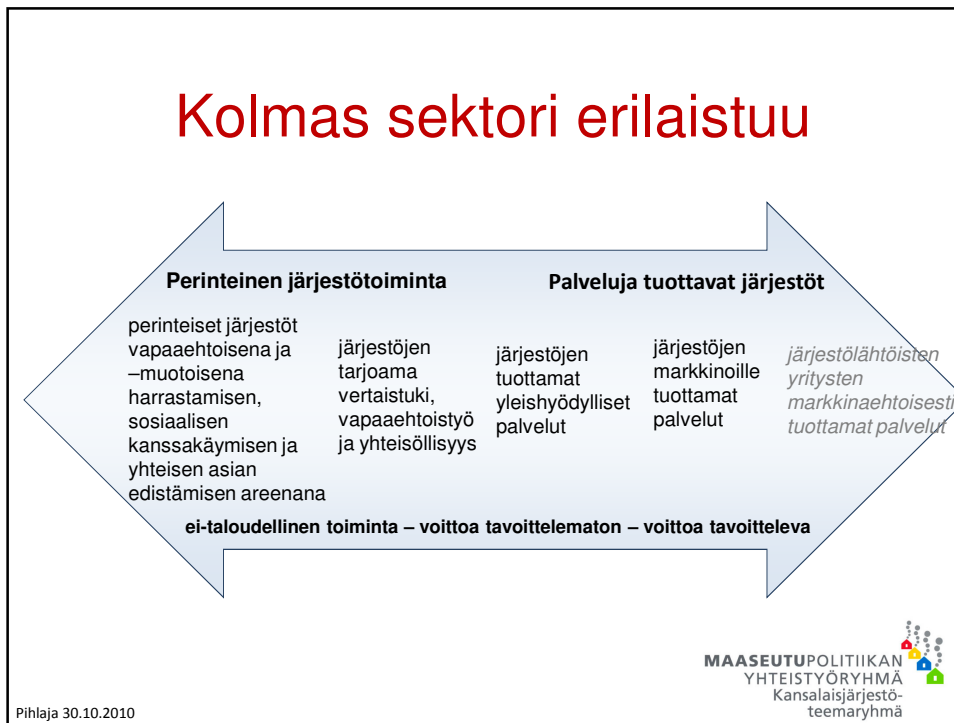 Kolmas sektori erilaistuu
Perinteinen järjestötoiminta
Palveluja tuottavat järjestöt
perinteiset järjestöt
vapaaehtoisena ja
–muotoisena
harrastamisen,
sosiaalisen
kanssakäymisen ja
yhteisen asian
edistämisen areenana
järjestöjen
tarjoama
vertaistuki,
vapaaehtoistyö
ja yhteisöllisyys
järjestöjen
tuottamat
yleishyödylliset
palvelut
järjestöjen
markkinoille
tuottamat
palvelut
järjestölähtöisten
yritysten
markkinaehtoisesti
tuottamat palvelut
ei-taloudellinen toiminta – voittoa tavoittelematon – voittoa tavoitteleva
MAASEUTUPOLITIIKAN
YHTEISTYÖRYHMÄ
Kansalaisjärjestö-
teemaryhmä
Pihlaja 30.10.2010